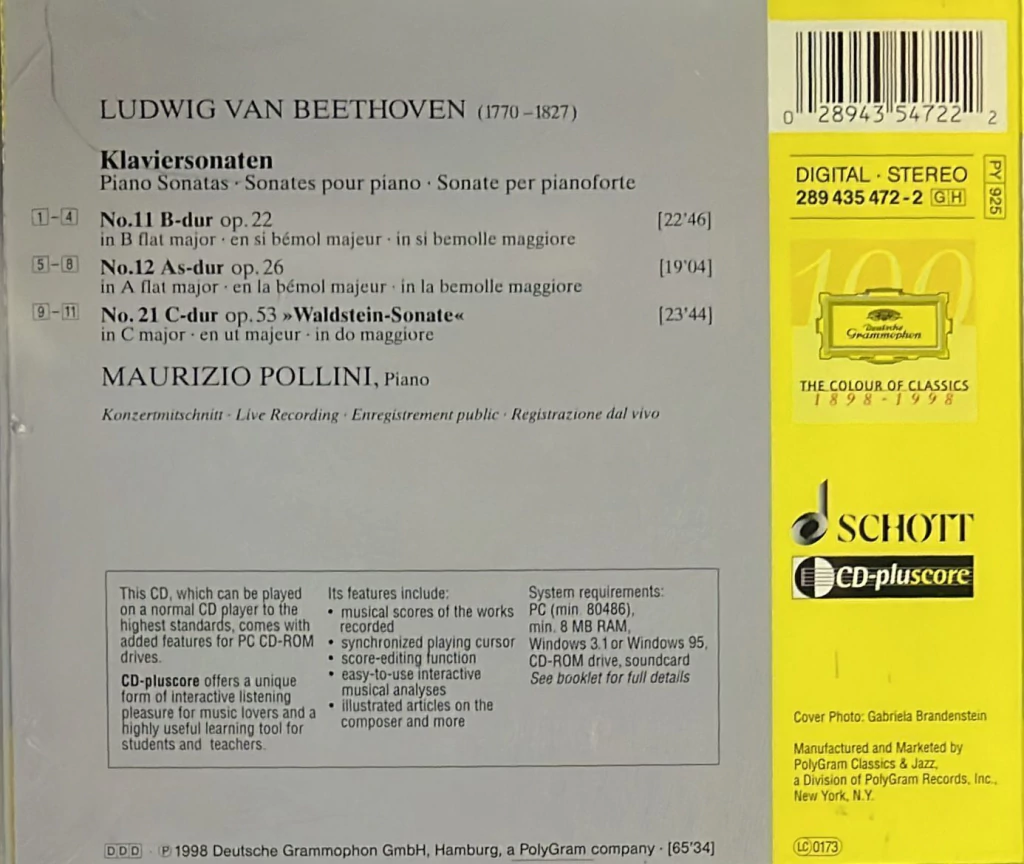 LUDWIG VAN BEETHOVEN (1770–1827)
Klaviersonaten
Piano Sonatas · Sonates pour piano · Sonate per pianoforte
1–4 No.11 B-dur op. 22 [22'46]
in B flat major · en si bémol majeur · in si bemolle maggiore
5–8 No.12 As-dur op. 26 [19'04]
in A flat major · en la bémol majeur · in la bemolle maggiore
9–11 No. 21 C-dur op. 53 »Waldstein-Sonate« [23'44]
in C major · en ut majeur · in do maggiore
MAURIZIO POLLINI, Piano
Konzertmitschnitt · Live Recording · Enregistrement public · Registrazione dal vivo
This CD, which can be played
on a normal CD player to the
highest standards, comes with
added features for PC CD-ROM
drives.
CD-pluscore offers a unique
form of interactive listening
pleasure for music lovers and a
highly useful learning tool for
students and teachers.
Its features include:
• musical scores of the works
recorded
• synchronized playing cursor
• score-editing function
• easy-to-use interactive
musical analyses
• illustrated articles on the
composer and more
System requirements:
PC (min. 80486),
min. 8 MB RAM,
Windows 3.1 or Windows 95,
CD-ROM drive, soundcard
See booklet for full details
DDD · ℗ 1998 Deutsche Grammophon GmbH, Hamburg, a PolyGram company · [65'34]
0 28943 54722 2
DIGITAL · STEREO
289 435 472-2 GH
PY 925
100
Deutsche
Grammophon
THE COLOUR OF CLASSICS
1898-1998
SCHOTT
CD-pluscore
Cover Photo: Gabriela Brandenstein
Manufactured and Marketed by
PolyGram Classics & Jazz,
a Division of PolyGram Records, Inc.,
New York, N.Y.
LC 0173